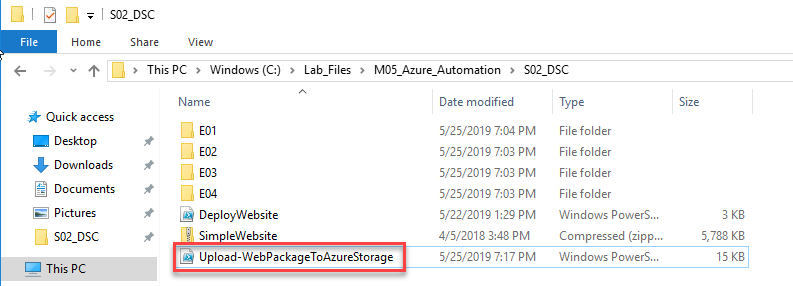 S02_DSC
File Home Share View
This PC Windows (C:) Lab_Files M05_Azure_Automation S02_DSC
Name Date modified Type Size
Quick access
Desktop
Downloads
Documents
Pictures
S02_DSC
This PC
E01 5/25/2019 7:04 PM File folder
E02 5/25/2019 7:03 PM File folder
E03 5/25/2019 7:03 PM File folder
E04 5/25/2019 7:03 PM File folder
DeployWebsite 5/22/2019 1:29 PM Windows PowerS... 3 KB
SimpleWebsite 4/5/2018 3:48 PM Compressed (zipp... 5,788 KB
Upload-WebPackageToAzureStorage 5/25/2019 7:17 PM Windows PowerS... 15 KB